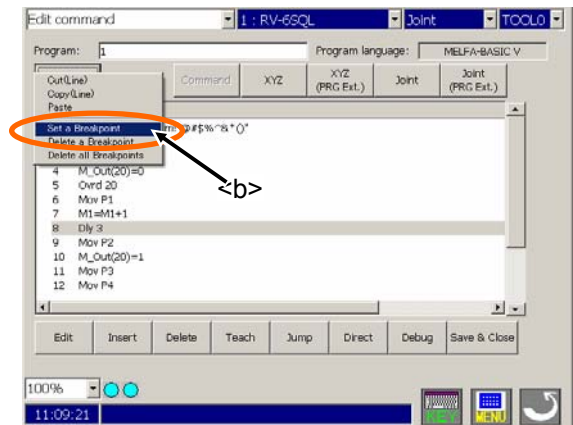 Edit command 1 : RV-6SQL Joint TOOL0
Program: 1 Program language: MELFA-BASIC V
Command XYZ XYZ (PRG Ext.) Joint Joint (PRG Ext.)
Cut(Line)
Copy(Line)
Paste
Set a Breakpoint
Delete a Breakpoint
Delete all Breakpoints
@#$%^&*()"
<b>
4 M_Out(20)=0
5 Ovrd 20
6 Mov P1
7 M1=M1+1
8 Dly 3
9 Mov P2
10 M_Out(20)=1
11 Mov P3
12 Mov P4
Edit Insert Delete Teach Jump Direct Debug Save & Close
100%
11:09:21 KEY MENU